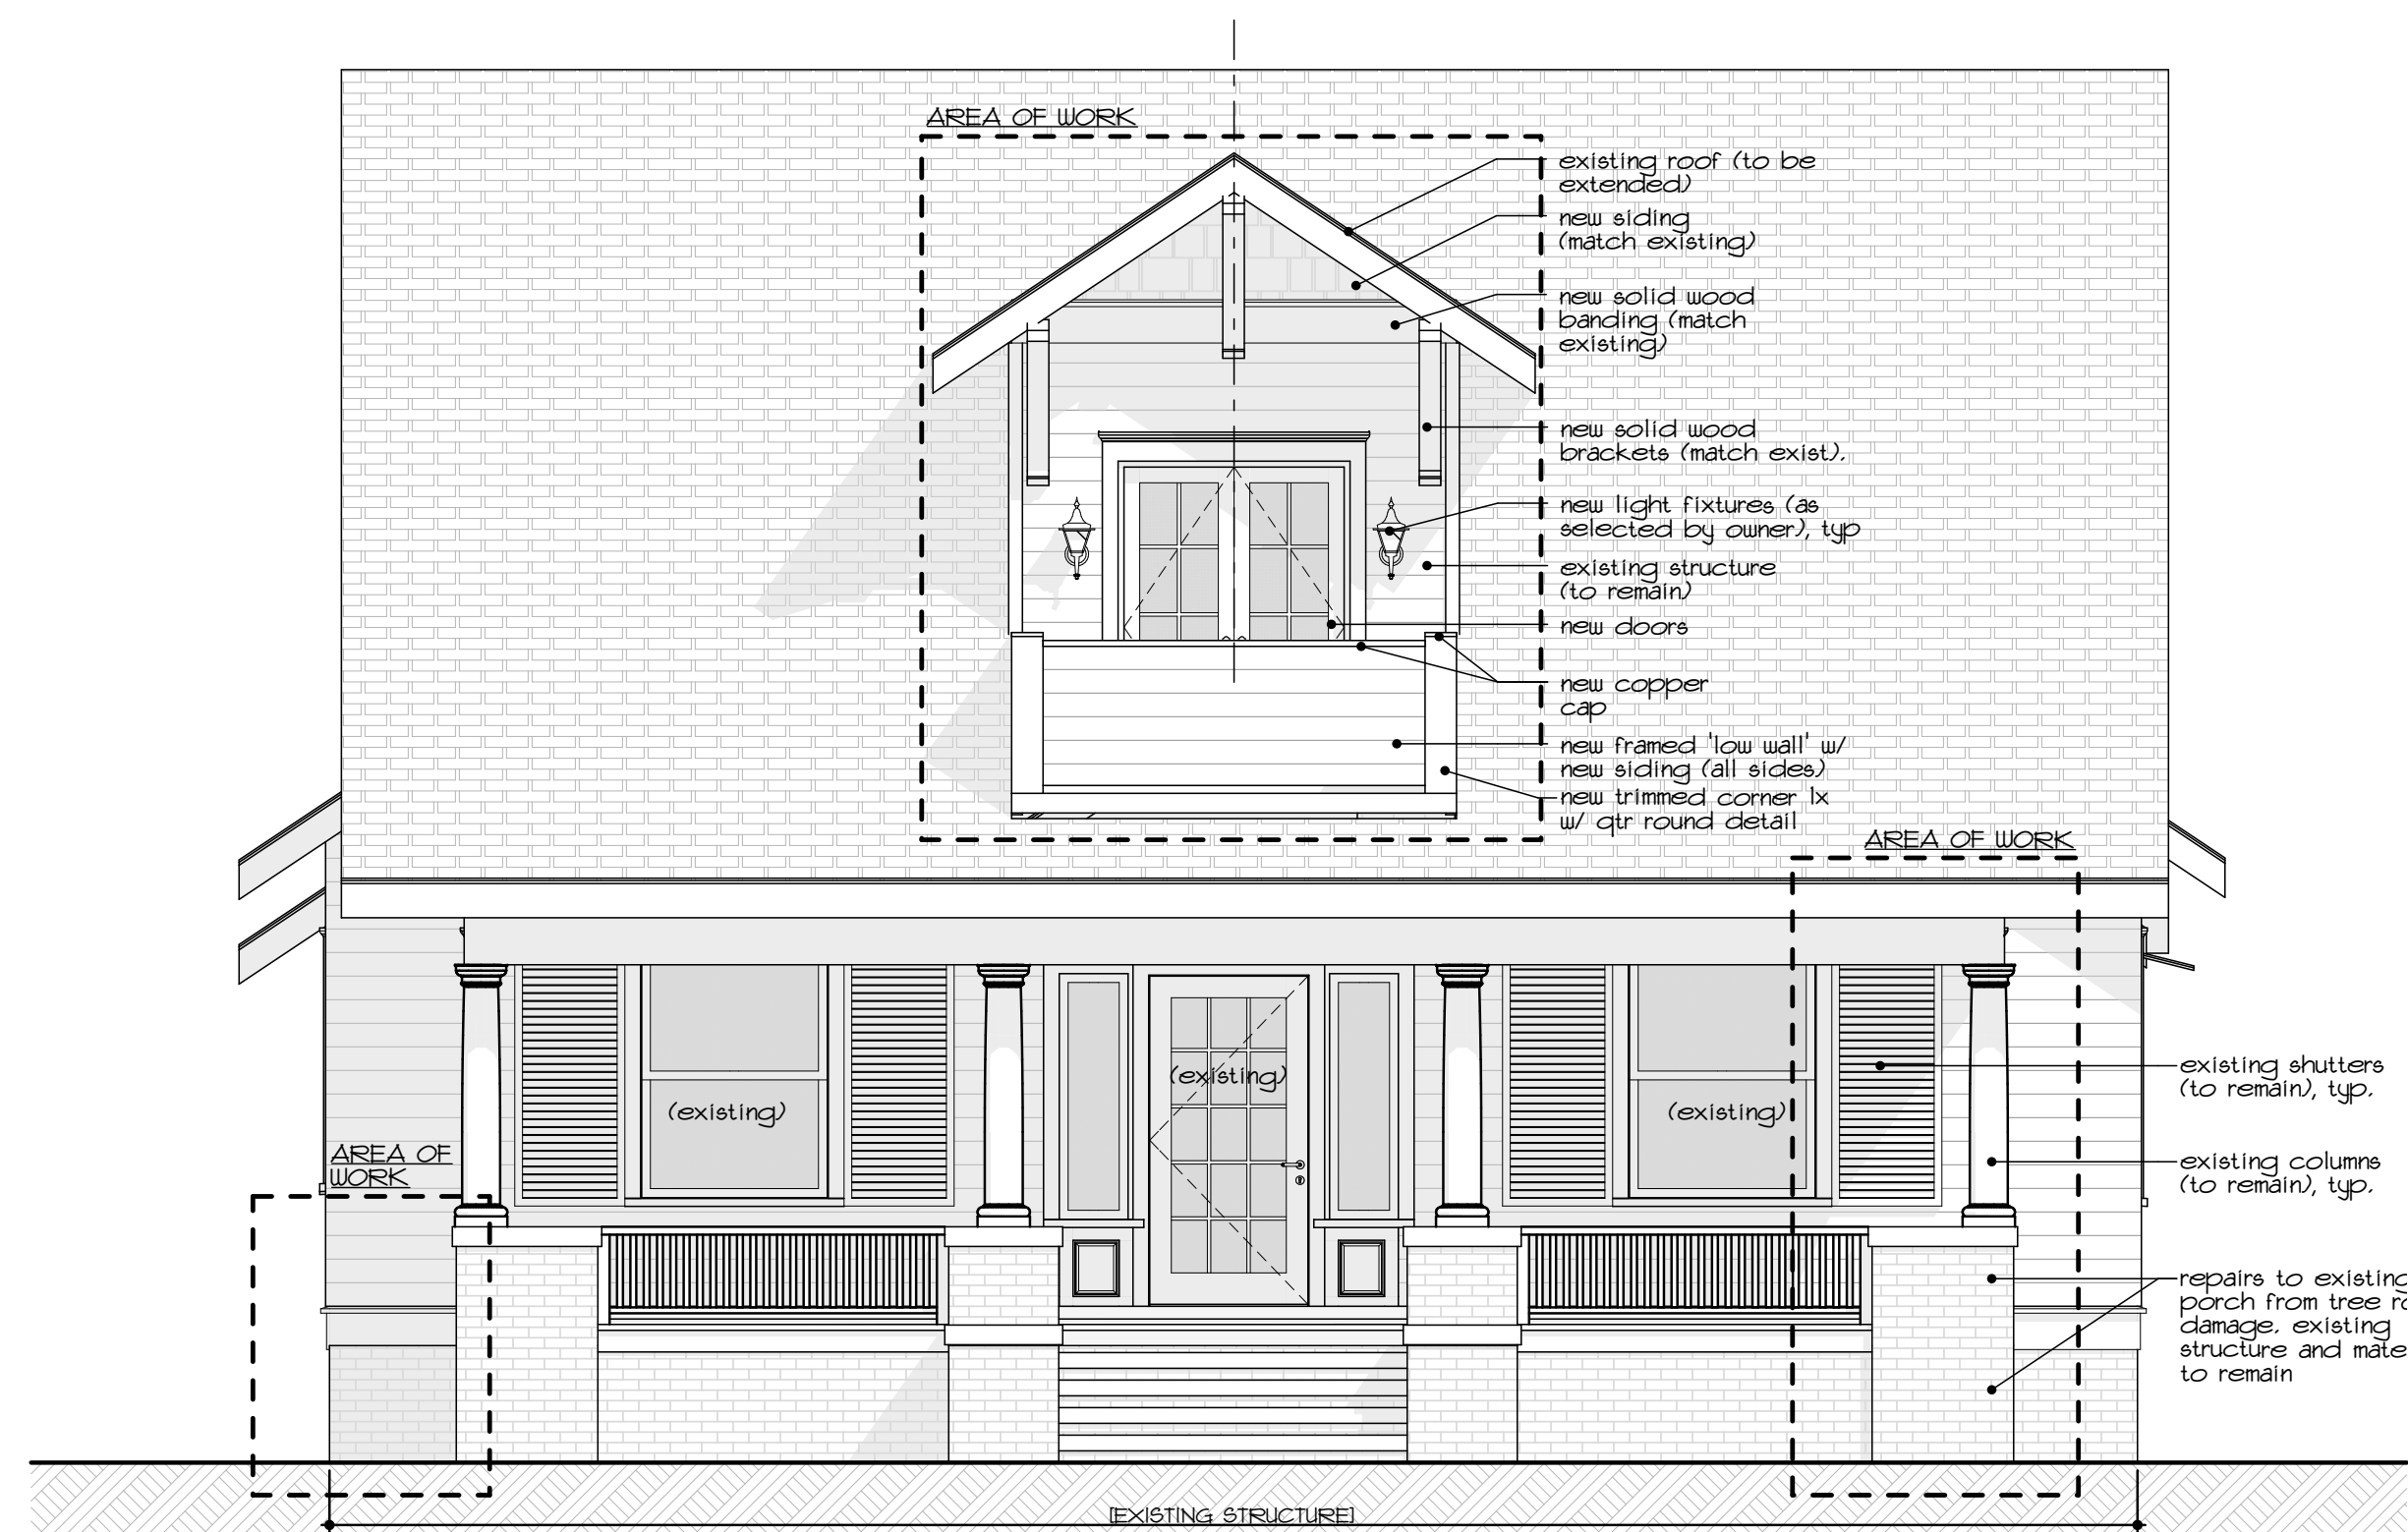 AREA OF WORK
existing roof (to be
extended)
new siding
(match existing)
new solid wood
banding (match
existing)
new solid wood
brackets (match exist).
new light fixtures (as
selected by owner), typ
existing structure
(to remain)
new doors
new copper
cap
new framed 'low wall' w/
new siding (all sides)
new trimmed corner 1x
w/ qtr round detail
AREA OF WORK
existing shutters
(to remain), typ.
(existing)
(existing)
(existing)
AREA OF
WORK
existing columns
(to remain), typ.
repairs to existing
porch from tree
damage. existing
structure and
to remain
[EXISTING STRUCTURE]